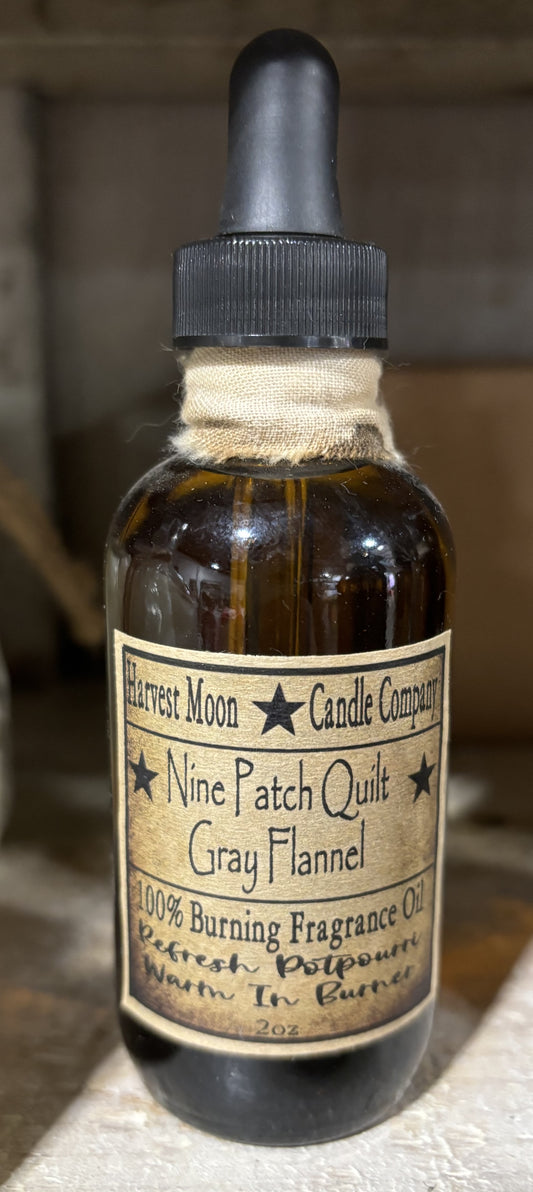 Harvest Moon ★ Candle Company
★ Nine Patch Quilt ★
Gray Flannel
100% Burning Fragrance Oil
Refresh Potpourri
Warm In Burner
2oz